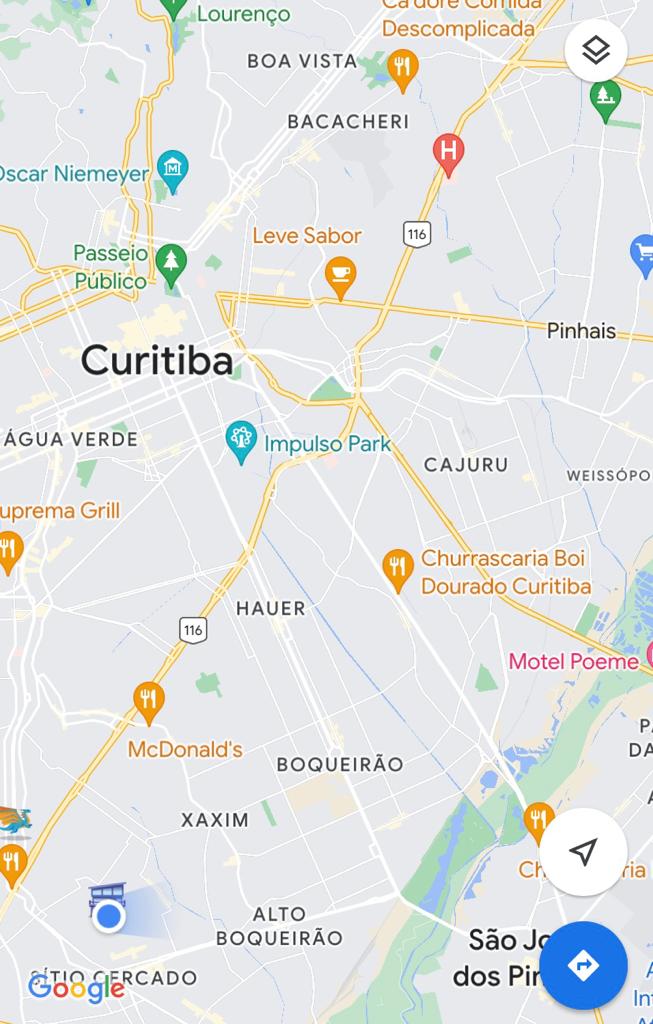 Lourenço
Ca'dore Comida
Descomplicada
BOA VISTA
BACACHERI
H
Oscar Niemeyer
M
116
Leve Sabor
Passeio
Público
Pinhais
Curitiba
ÁGUA VERDE
Impulso Park
CAJURU
WEISSÓPO
uprema Grill
Churrascaria Boi
Dourado Curitiba
HAUER
116
Motel Poeme
McDonald's
BOQUEIRÃO
DA
XAXIM
Ch
ria
ALTO
BOQUEIRÃO
São Jo
dos Pin
SÍTIO CERCADO
Google